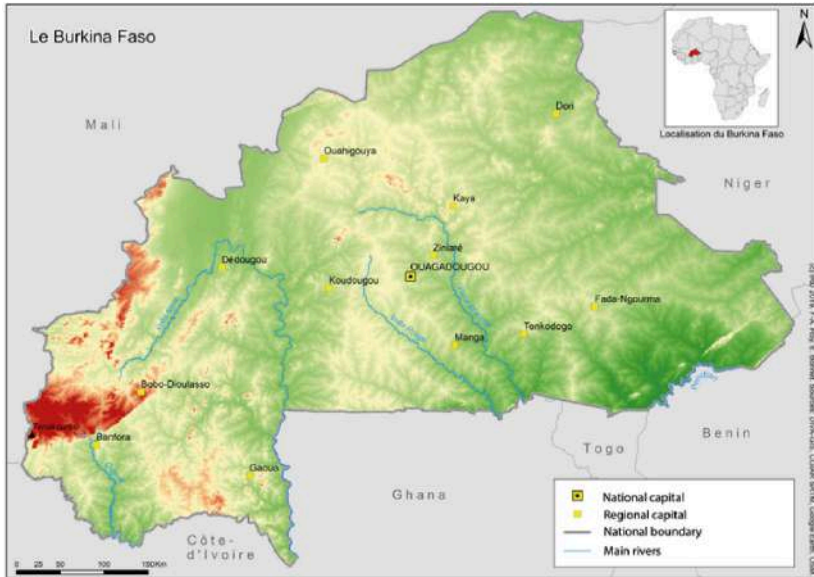 Le Burkina Faso
N
Localisation du Burkina Faso
Mali
Niger
Dori
Ouahigouya
Kaya
Ziniaré
OUAGADOUGOU
Dédougou
Koudougou
Fada-Ngourma
Manga
Tenkodogo
Bobo-Dioulasso
Banfora
Gaoua
Togo
Benin
Ghana
Côte-
d'Ivoire
National capital
Regional capital
National boundary
Main rivers
0 25 50 100 150 Km